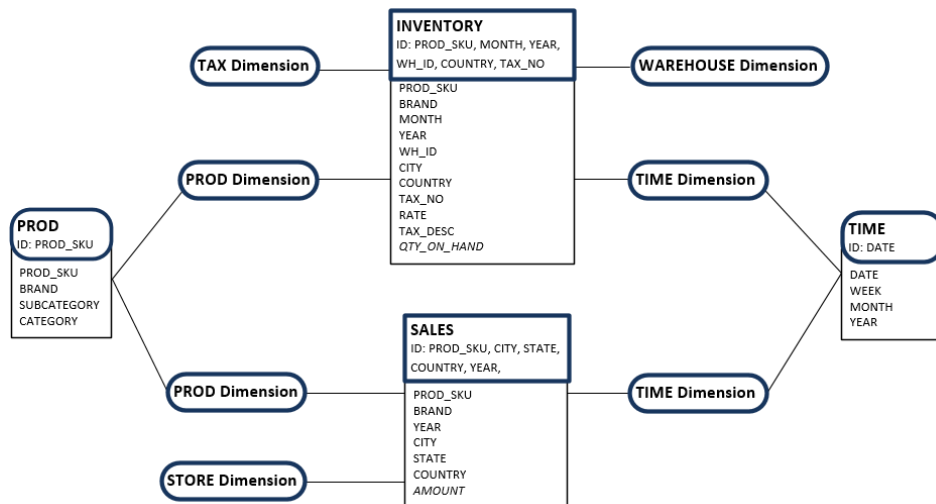 INVENTORY
ID: PROD_SKU, MONTH, YEAR,
WH_ID, COUNTRY, TAX_NO
PROD_SKU
BRAND
MONTH
YEAR
WH_ID
CITY
COUNTRY
TAX_NO
RATE
TAX_DESC
QTY_ON_HAND
TAX Dimension
WAREHOUSE Dimension
PROD Dimension
TIME Dimension
PROD
ID: PROD_SKU
PROD_SKU
BRAND
SUBCATEGORY
CATEGORY
TIME
ID: DATE
DATE
WEEK
MONTH
YEAR
SALES
ID: PROD_SKU, CITY, STATE,
COUNTRY, YEAR,
PROD_SKU
BRAND
YEAR
CITY
STATE
COUNTRY
AMOUNT
PROD Dimension
TIME Dimension
STORE Dimension